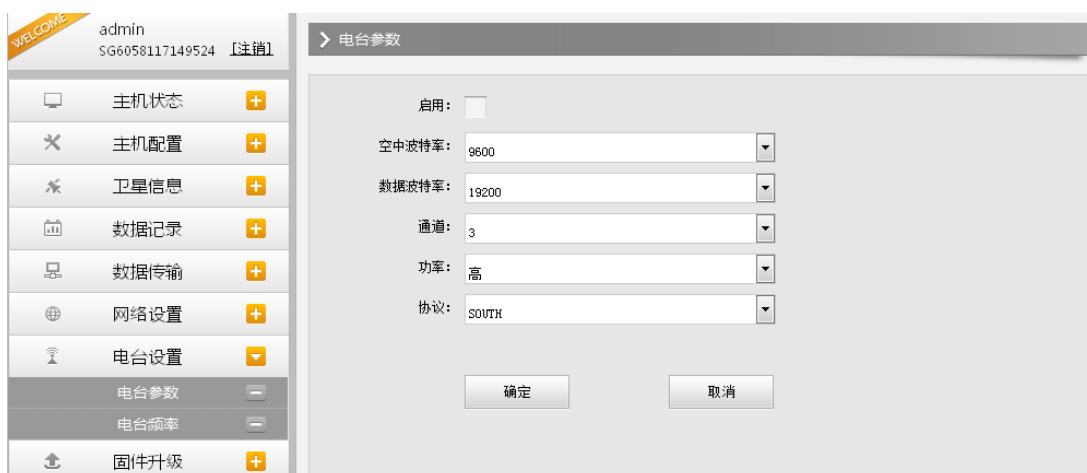 WELCOME
admin
SG6058117149524 [注销]
主机状态
主机配置
卫星信息
数据记录
数据传输
网络设置
电台设置
电台参数
电台频率
固件升级
电台参数
启用:
空中波特率: 9600
数据波特率: 19200
通道: 3
功率: 高
协议: SOUTH
确定 取消